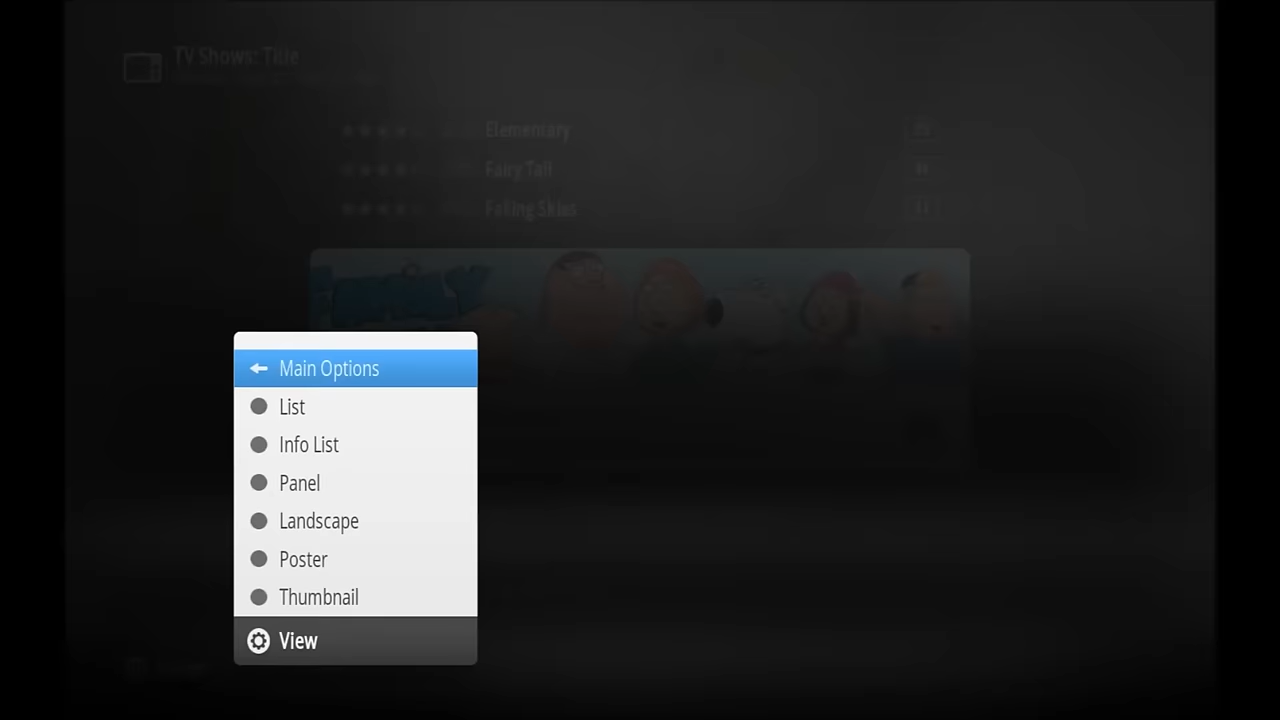 TV Shows: Title
Elementary
Fairy Tail
Falling Skies
Main Options
List
Info List
Panel
Landscape
Poster
Thumbnail
View